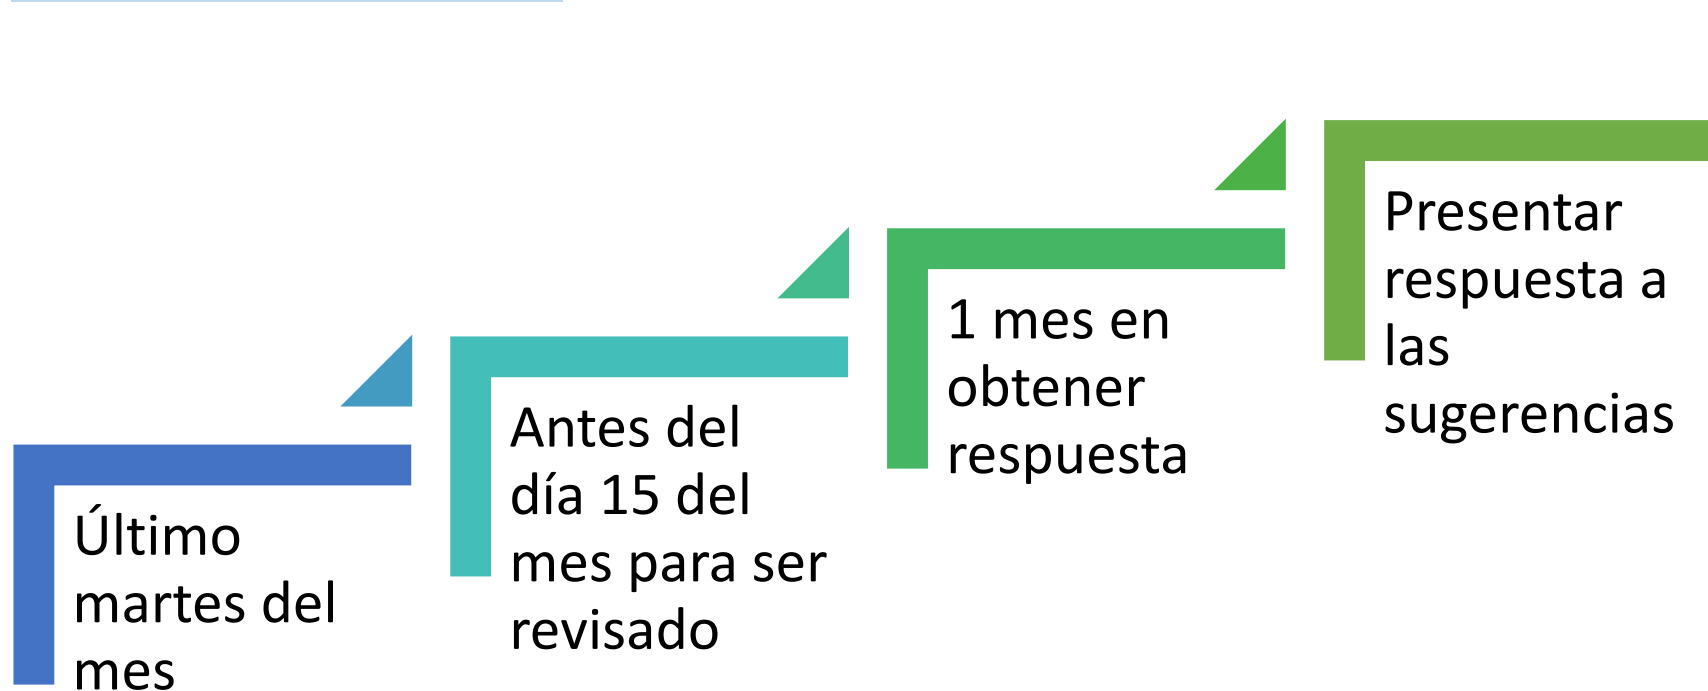 Último
martes del
mes
Antes del
día 15 del
mes para ser
revisado
1 mes en
obtener
respuesta
Presentar
respuesta a
las
sugerencias